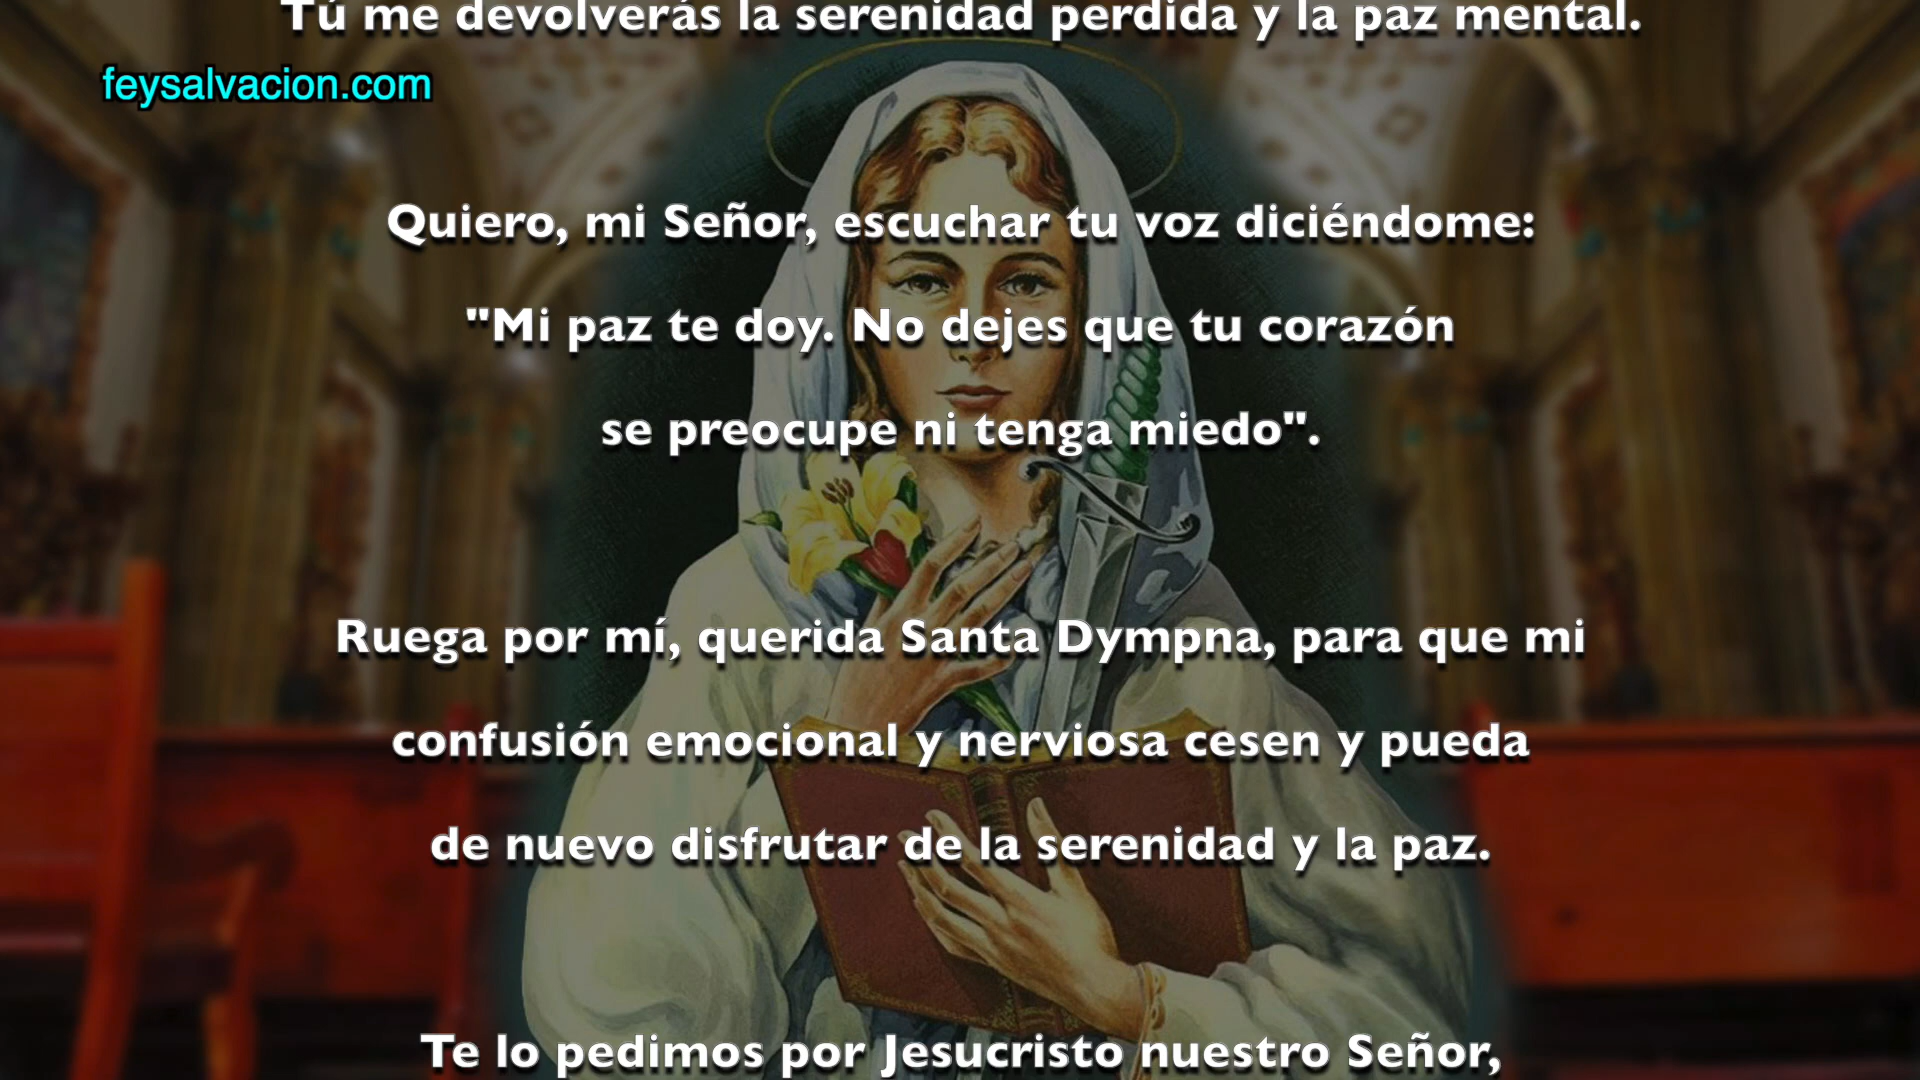 Tú me devolverás la serenidad perdida y la paz mental.
feysalvacion.com
Quiero, mi Señor, escuchar tu voz diciéndome:
"Mi paz te doy. No dejes que tu corazón
se preocupe ni tenga miedo".
Ruega por mí, querida Santa Dympna, para que mi
confusión emocional y nerviosa cesen y pueda
de nuevo disfrutar de la serenidad y la paz.
Te lo pedimos por Jesucristo nuestro Señor,